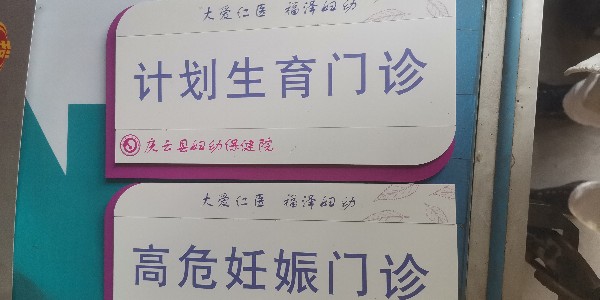 大爱仁医 福泽妇幼
计划生育门诊
庆云县妇幼保健院
大爱仁医 福泽妇幼
高危妊娠门诊